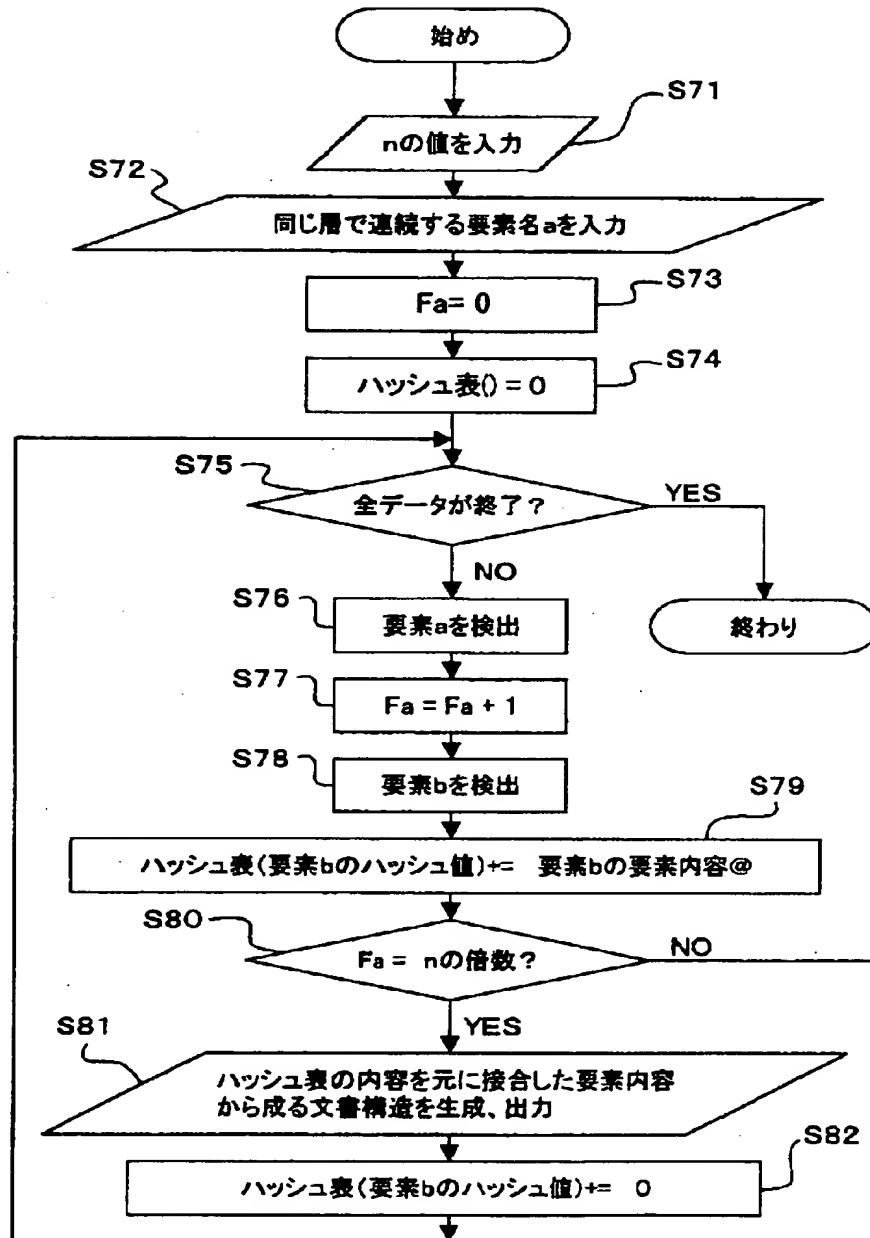 始め
S71
nの値を入力
S72
同じ層で連続する要素名aを入力
S73
Fa= 0
S74
ハッシュ表() = 0
S75
全データが終了?
YES
NO
S76
要素aを検出
終わり
S77
Fa = Fa + 1
S78
要素bを検出
S79
ハッシュ表(要素bのハッシュ値)+= 要素bの要素内容@
S80
Fa = nの倍数?
NO
YES
S81
ハッシュ表の内容を元に接合した要素内容
から成る文書構造を生成、出力
S82
ハッシュ表(要素bのハッシュ値)+= 0